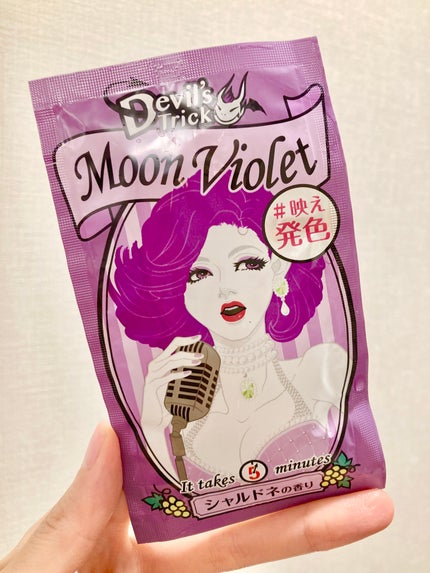 Devil's
Trick
Moon Violet
#映え
発色
It takes 5 minutes
シャルドネの香り